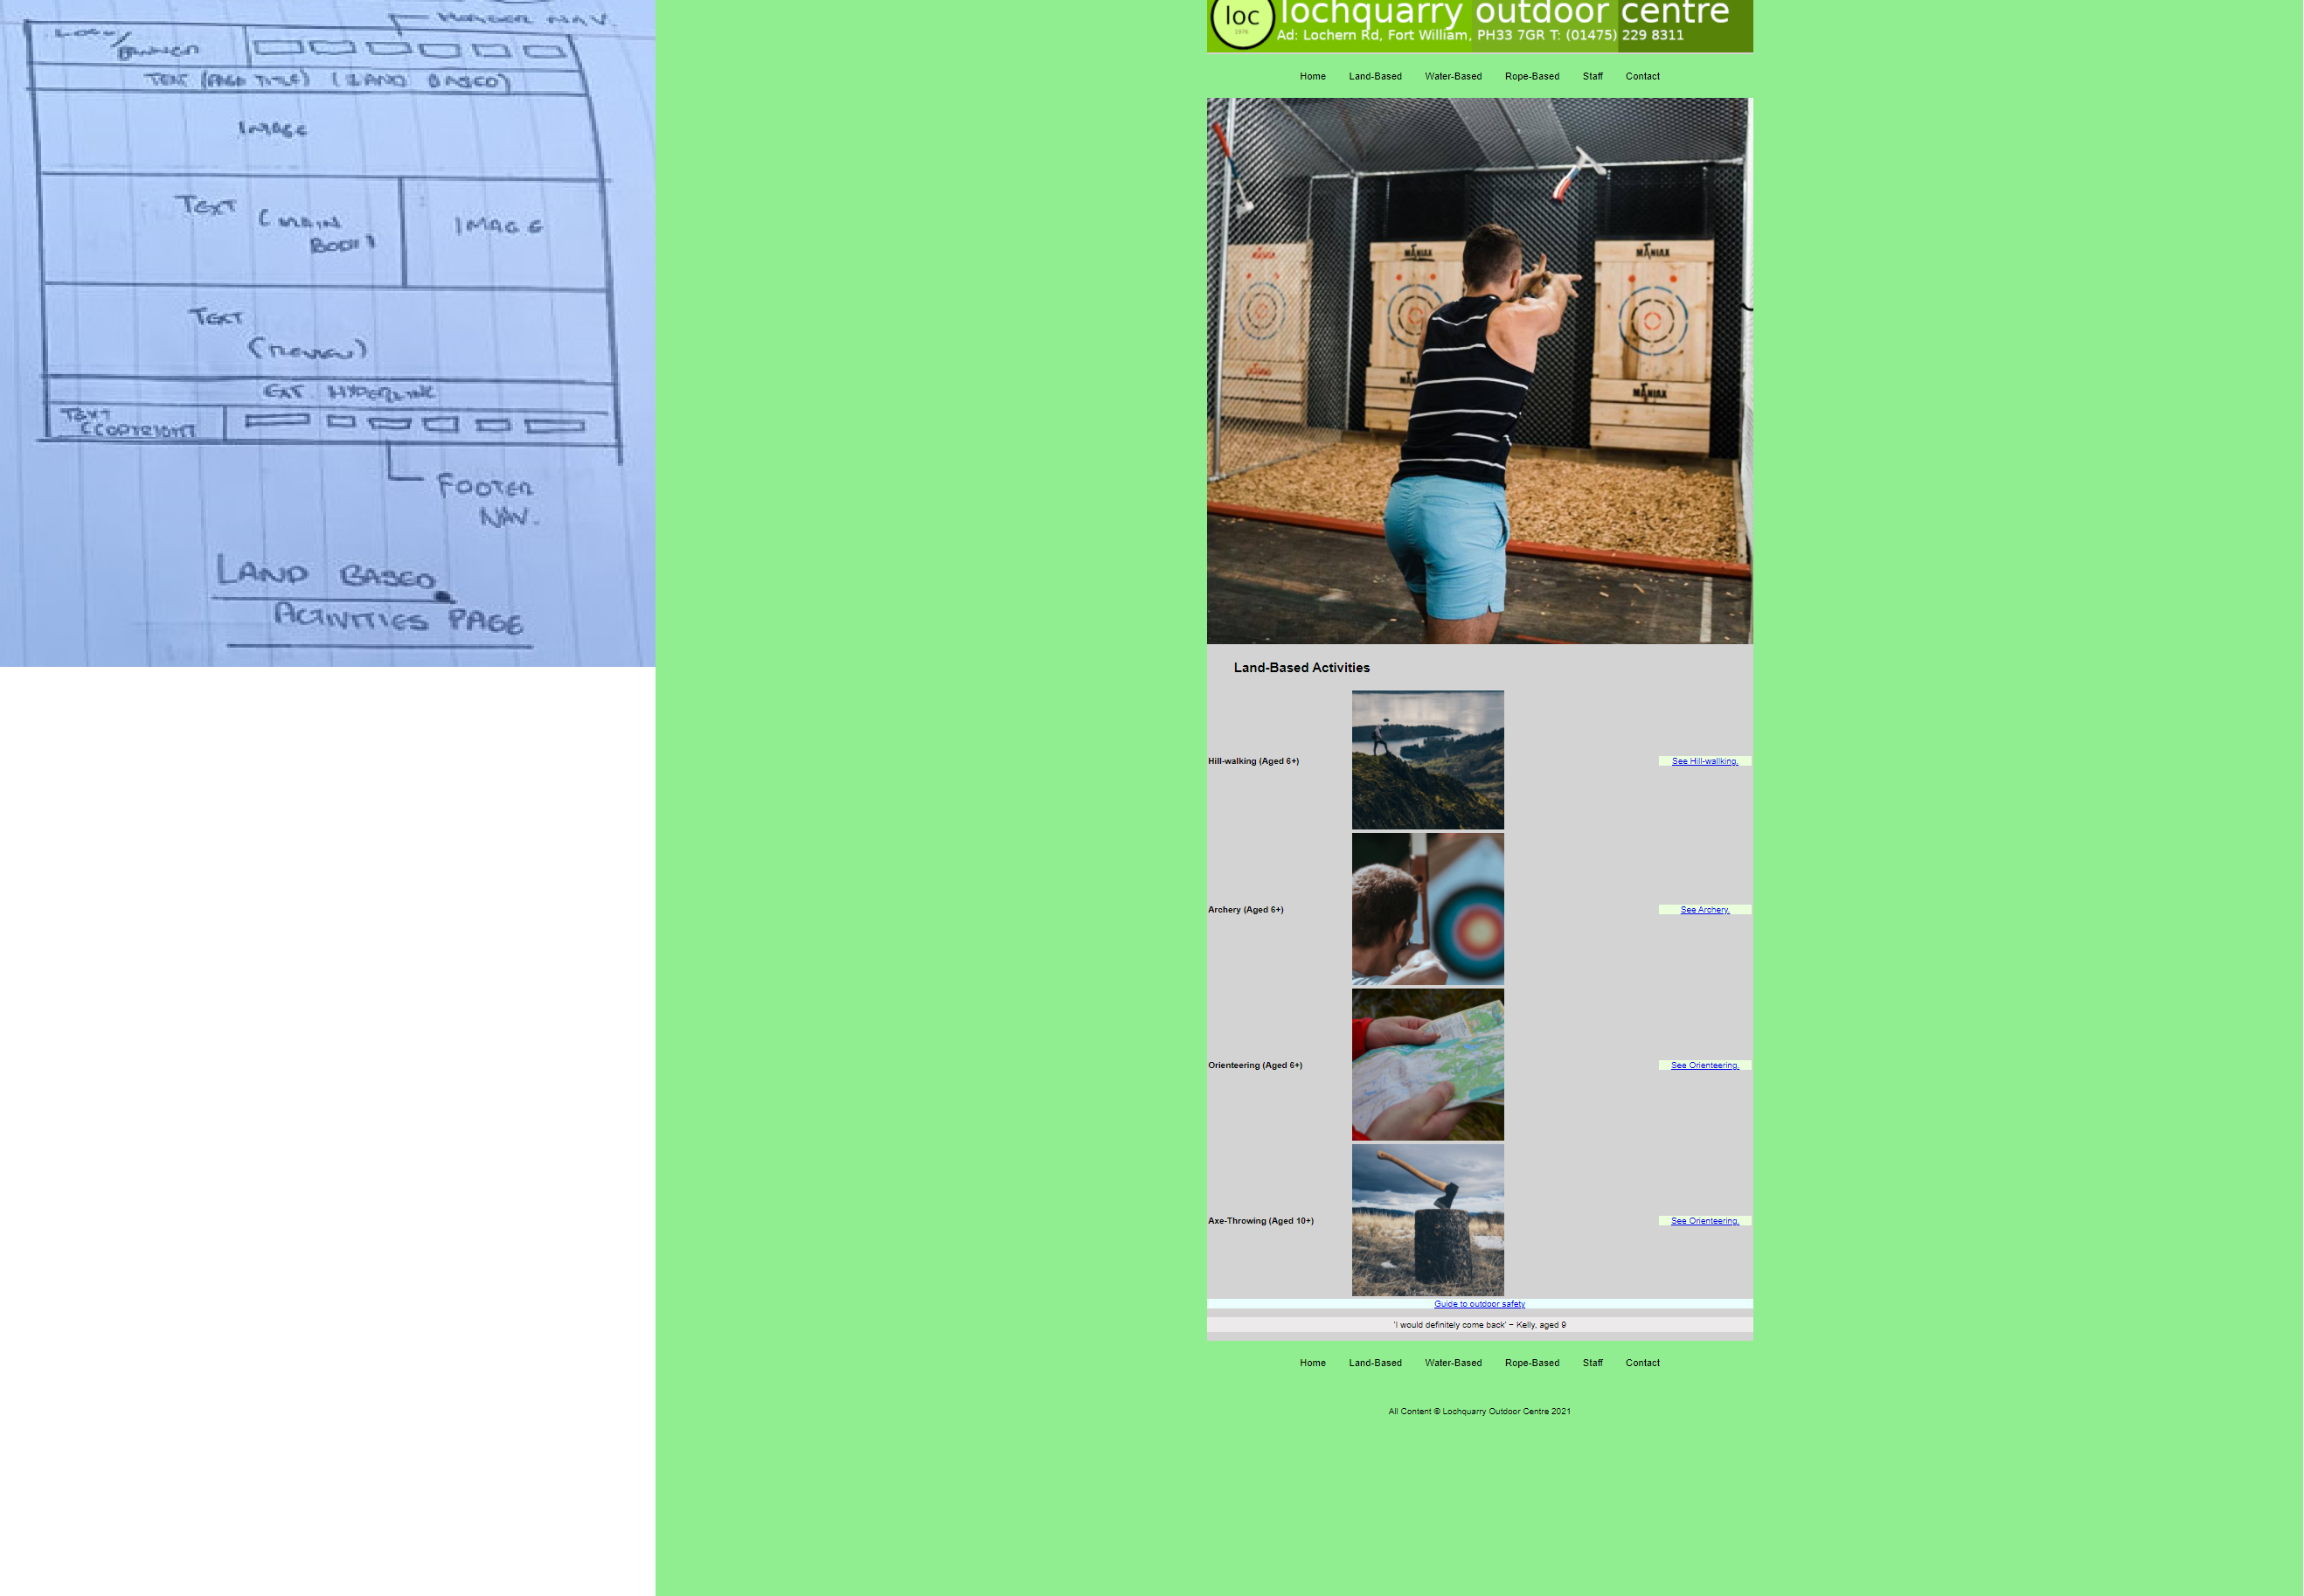 HEADER NAV.
LOGO/
BANNER
TEXT (PAGE TITLE) (LAND BASED)
IMAGE
TEXT (MAIN
BODY)
IMAGE
TEXT
(REVIEW)
EXT. HYPERLINK
TEXT
(COPYRIGHT)
FOOTER
NAV.
LAND BASED
ACTIVITIES PAGE
loc
1976
lochquarry outdoor centre
Ad: Lochern Rd, Fort William, PH33 7GR T: (01475) 229 8311
Home Land-Based Water-Based Rope-Based Staff Contact
MANIAX
MANIAX
MANIAX
Land-Based Activities
Hill-walking (Aged 6+)
See Hill-wallking.
Archery (Aged 6+)
See Archery.
Orienteering (Aged 6+)
See Orienteering.
Axe-Throwing (Aged 10+)
See Orienteering.
Guide to outdoor safety
'I would definitely come back' – Kelly, aged 9
Home Land-Based Water-Based Rope-Based Staff Contact
All Content © Lochquarry Outdoor Centre 2021